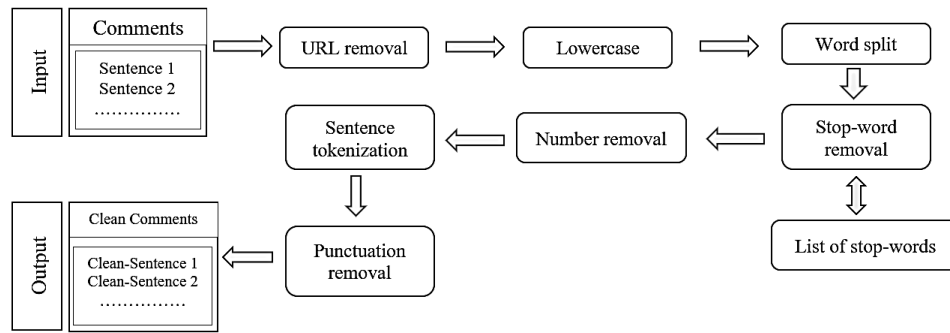 Input
Comments
Sentence 1
Sentence 2
……………
URL removal
Lowercase
Word split
Stop-word
removal
List of stop-words
Number removal
Sentence
tokenization
Punctuation
removal
Output
Clean Comments
Clean-Sentence 1
Clean-Sentence 2
……………